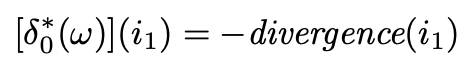 [δ₀*(ω)](i₁) = −divergence(i₁)